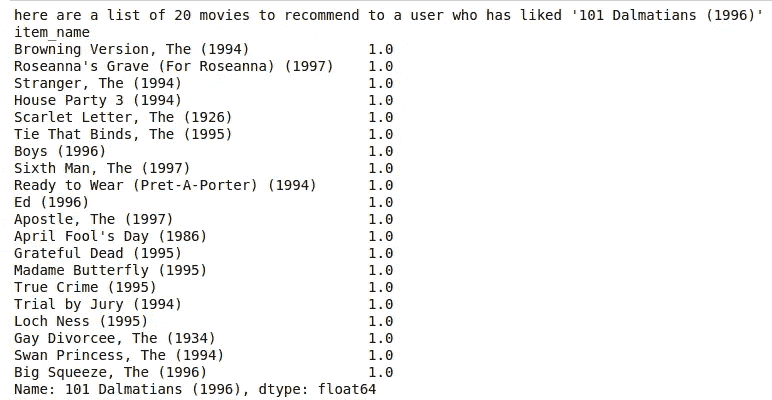 here are a list of 20 movies to recommend to a user who has liked '101 Dalmatians (1996)'
item_name
Browning Version, The (1994) 1.0
Roseanna's Grave (For Roseanna) (1997) 1.0
Stranger, The (1994) 1.0
House Party 3 (1994) 1.0
Scarlet Letter, The (1926) 1.0
Tie That Binds, The (1995) 1.0
Boys (1996) 1.0
Sixth Man, The (1997) 1.0
Ready to Wear (Pret-A-Porter) (1994) 1.0
Ed (1996) 1.0
Apostle, The (1997) 1.0
April Fool's Day (1986) 1.0
Grateful Dead (1995) 1.0
Madame Butterfly (1995) 1.0
True Crime (1995) 1.0
Trial by Jury (1994) 1.0
Loch Ness (1995) 1.0
Gay Divorcee, The (1934) 1.0
Swan Princess, The (1994) 1.0
Big Squeeze, The (1996) 1.0
Name: 101 Dalmatians (1996), dtype: float64